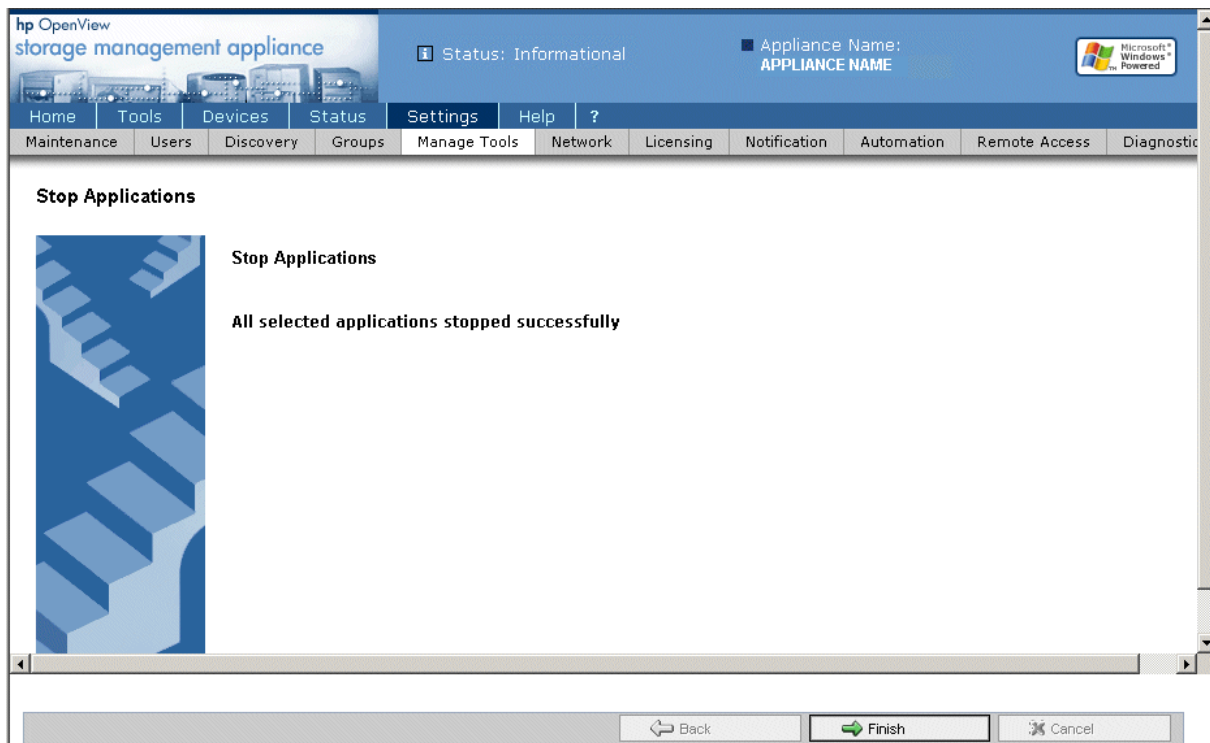 hp OpenView
storage management appliance
Status: Informational
Appliance Name:
APPLIANCE NAME
Microsoft
Windows
Powered
Home Tools Devices Status Settings Help ?
Maintenance Users Discovery Groups Manage Tools Network Licensing Notification Automation Remote Access Diagnostic
Stop Applications
Stop Applications
All selected applications stopped successfully
Back Finish Cancel